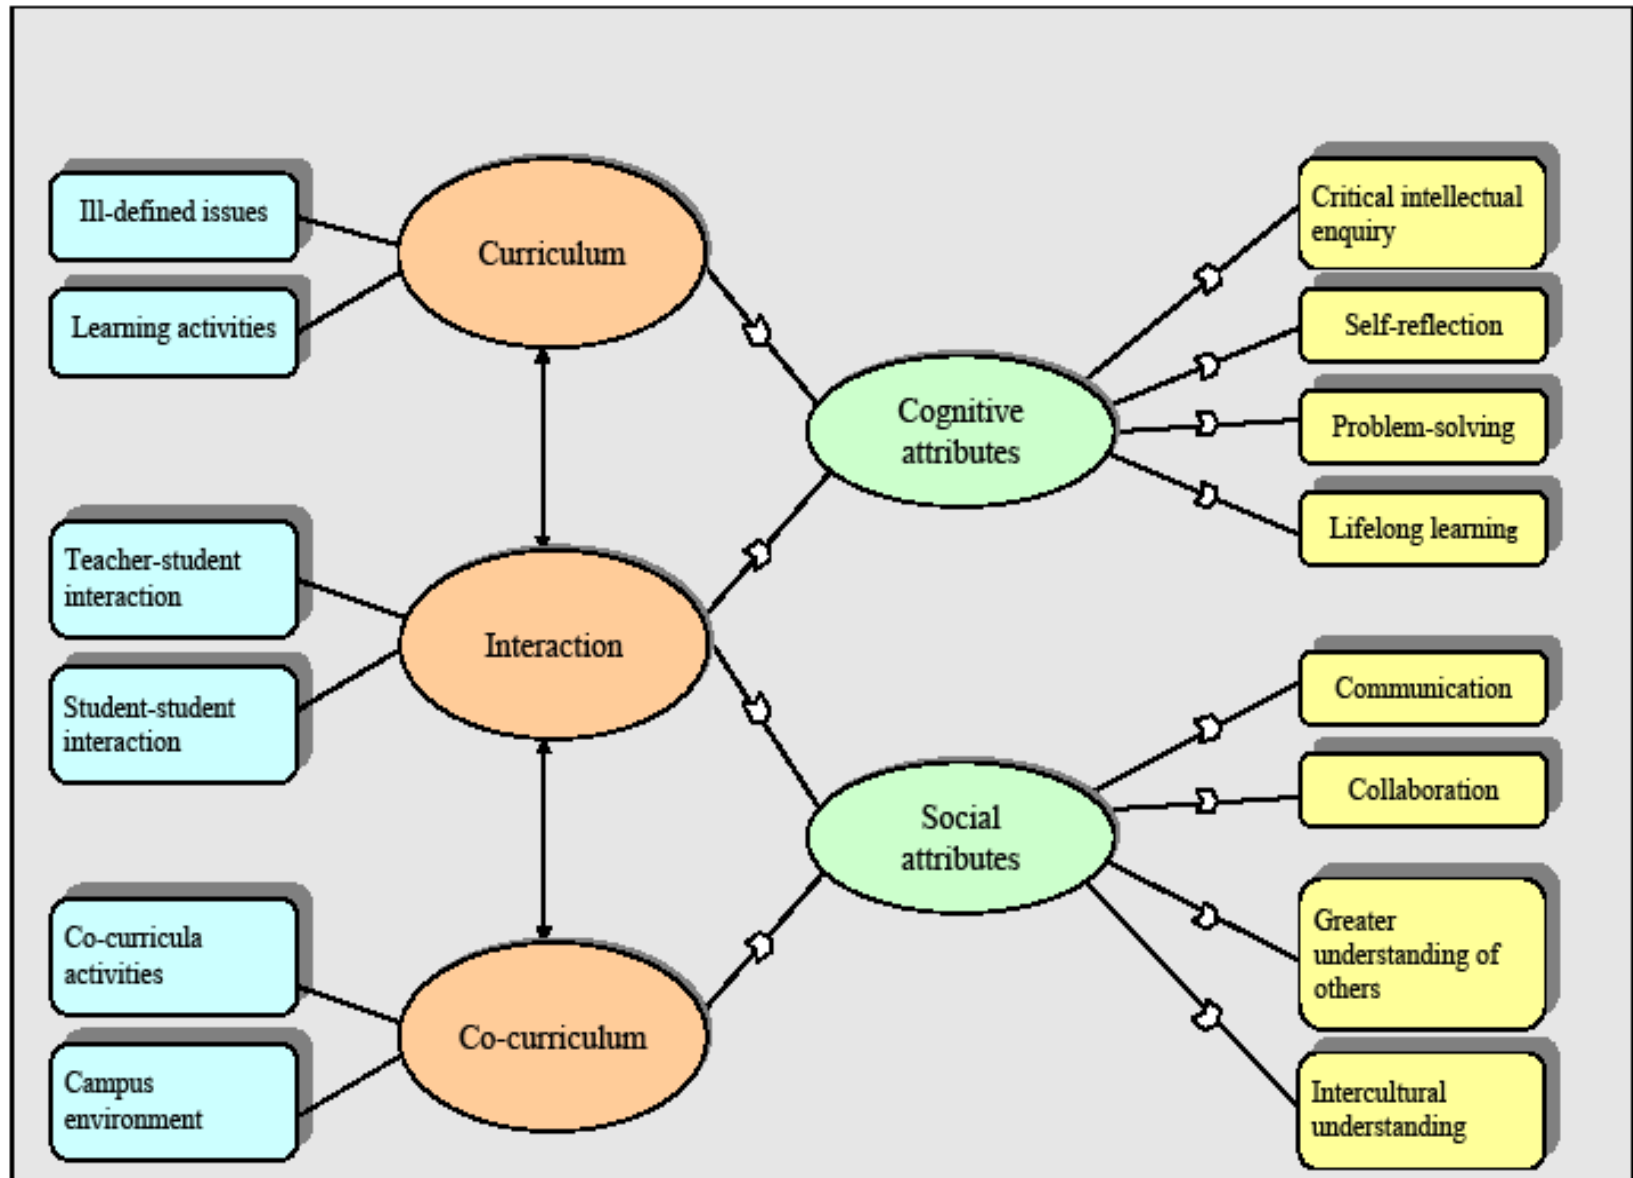 Ill-defined issues
Learning activities
Curriculum
Teacher-student
interaction
Student-student
interaction
Interaction
Co-curricula
activities
Campus
environment
Co-curriculum
Cognitive
attributes
Social
attributes
Critical intellectual
enquiry
Self-reflection
Problem-solving
Lifelong learning
Communication
Collaboration
Greater
understanding of
others
Intercultural
understanding